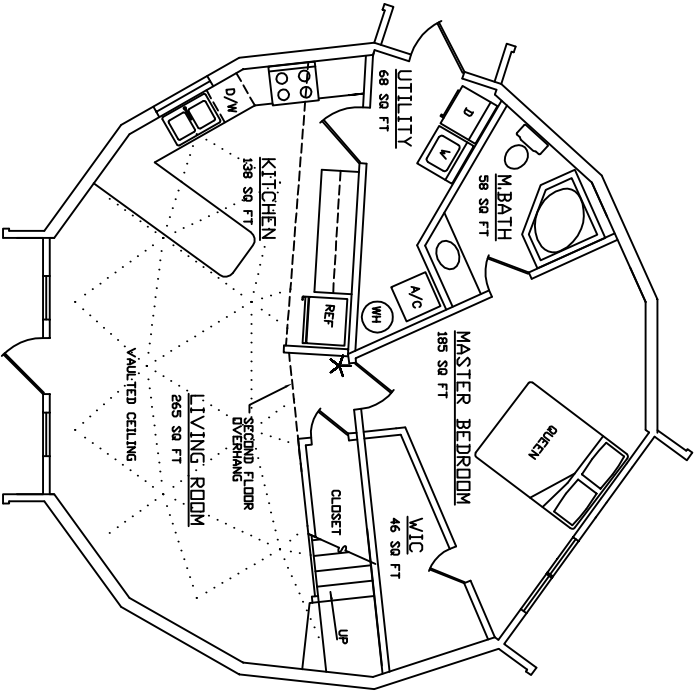 UTILITY
68 SQ FT
D
W
M.BATH
58 SQ FT
D/W
KITCHEN
138 SQ FT
REF
A/C
WH
MASTER BEDROOM
185 SQ FT
QUEEN
VAULTED CEILING
LIVING ROOM
265 SQ FT
SECOND FLOOR
OVERHANG
CLOSET
S
WIC
46 SQ FT
UP